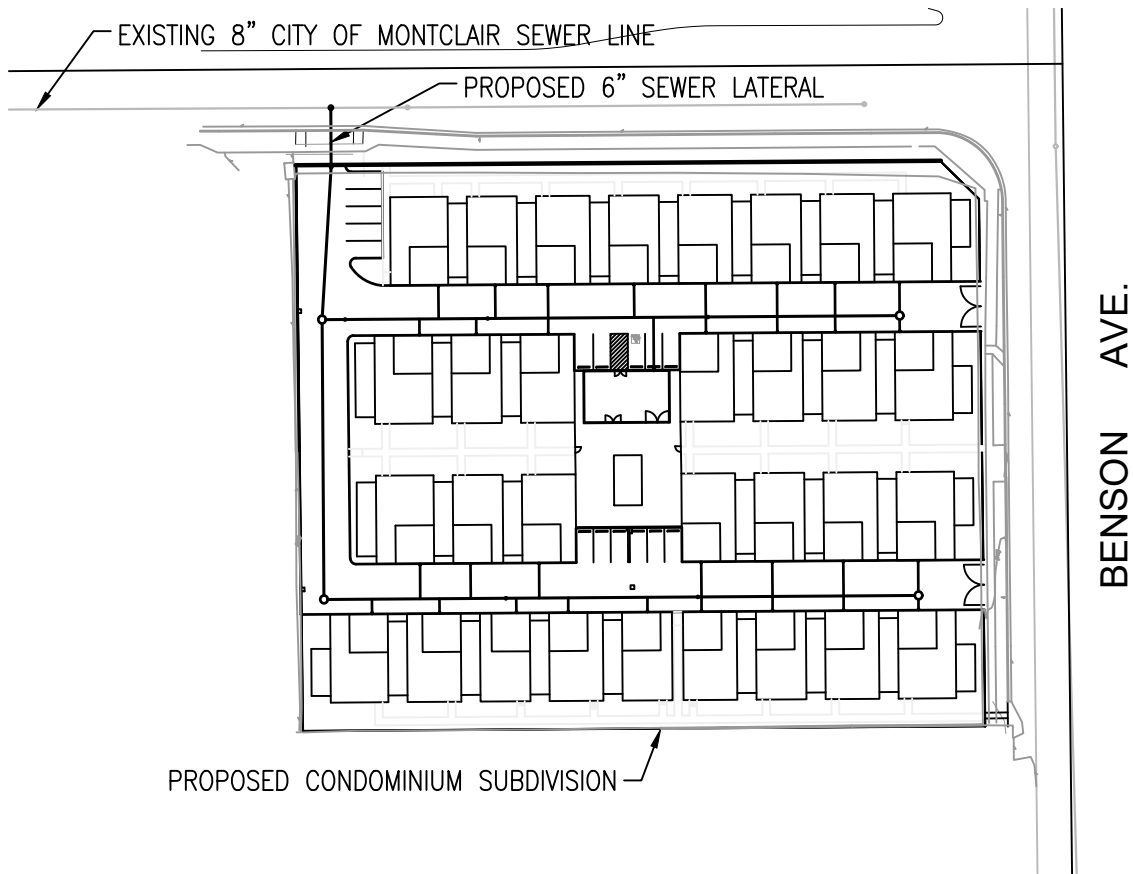 EXISTING 8” CITY OF MONTCLAIR SEWER LINE
PROPOSED 6” SEWER LATERAL
BENSON AVE.
PROPOSED CONDOMINIUM SUBDIVISION